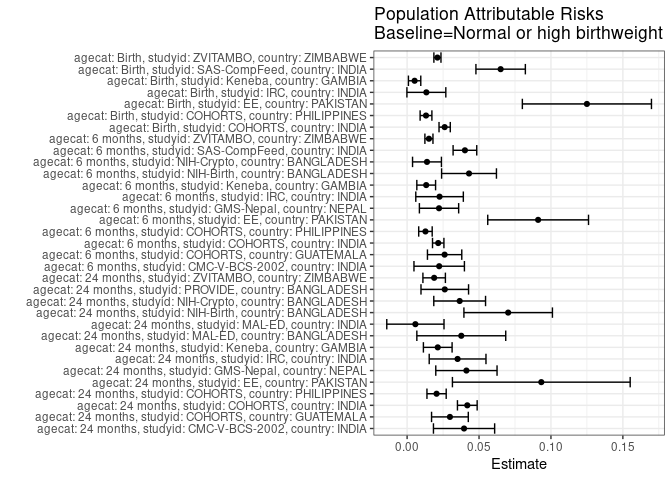 Population Attributable Risks
Baseline=Normal or high birthweight
agecat: Birth, studyid: ZVITAMBO, country: ZIMBABWE
agecat: Birth, studyid: SAS-CompFeed, country: INDIA
agecat: Birth, studyid: Keneba, country: GAMBIA
agecat: Birth, studyid: IRC, country: INDIA
agecat: Birth, studyid: EE, country: PAKISTAN
agecat: Birth, studyid: COHORTS, country: PHILIPPINES
agecat: Birth, studyid: COHORTS, country: INDIA
agecat: 6 months, studyid: ZVITAMBO, country: ZIMBABWE
agecat: 6 months, studyid: SAS-CompFeed, country: INDIA
agecat: 6 months, studyid: NIH-Crypto, country: BANGLADESH
agecat: 6 months, studyid: NIH-Birth, country: BANGLADESH
agecat: 6 months, studyid: Keneba, country: GAMBIA
agecat: 6 months, studyid: IRC, country: INDIA
agecat: 6 months, studyid: GMS-Nepal, country: NEPAL
agecat: 6 months, studyid: EE, country: PAKISTAN
agecat: 6 months, studyid: COHORTS, country: PHILIPPINES
agecat: 6 months, studyid: COHORTS, country: INDIA
agecat: 6 months, studyid: COHORTS, country: GUATEMALA
agecat: 6 months, studyid: CMC-V-BCS-2002, country: INDIA
agecat: 24 months, studyid: ZVITAMBO, country: ZIMBABWE
agecat: 24 months, studyid: PROVIDE, country: BANGLADESH
agecat: 24 months, studyid: NIH-Crypto, country: BANGLADESH
agecat: 24 months, studyid: NIH-Birth, country: BANGLADESH
agecat: 24 months, studyid: MAL-ED, country: INDIA
agecat: 24 months, studyid: MAL-ED, country: BANGLADESH
agecat: 24 months, studyid: Keneba, country: GAMBIA
agecat: 24 months, studyid: IRC, country: INDIA
agecat: 24 months, studyid: GMS-Nepal, country: NEPAL
agecat: 24 months, studyid: EE, country: PAKISTAN
agecat: 24 months, studyid: COHORTS, country: PHILIPPINES
agecat: 24 months, studyid: COHORTS, country: INDIA
agecat: 24 months, studyid: COHORTS, country: GUATEMALA
agecat: 24 months, studyid: CMC-V-BCS-2002, country: INDIA
0.00 0.05 0.10 0.15
Estimate